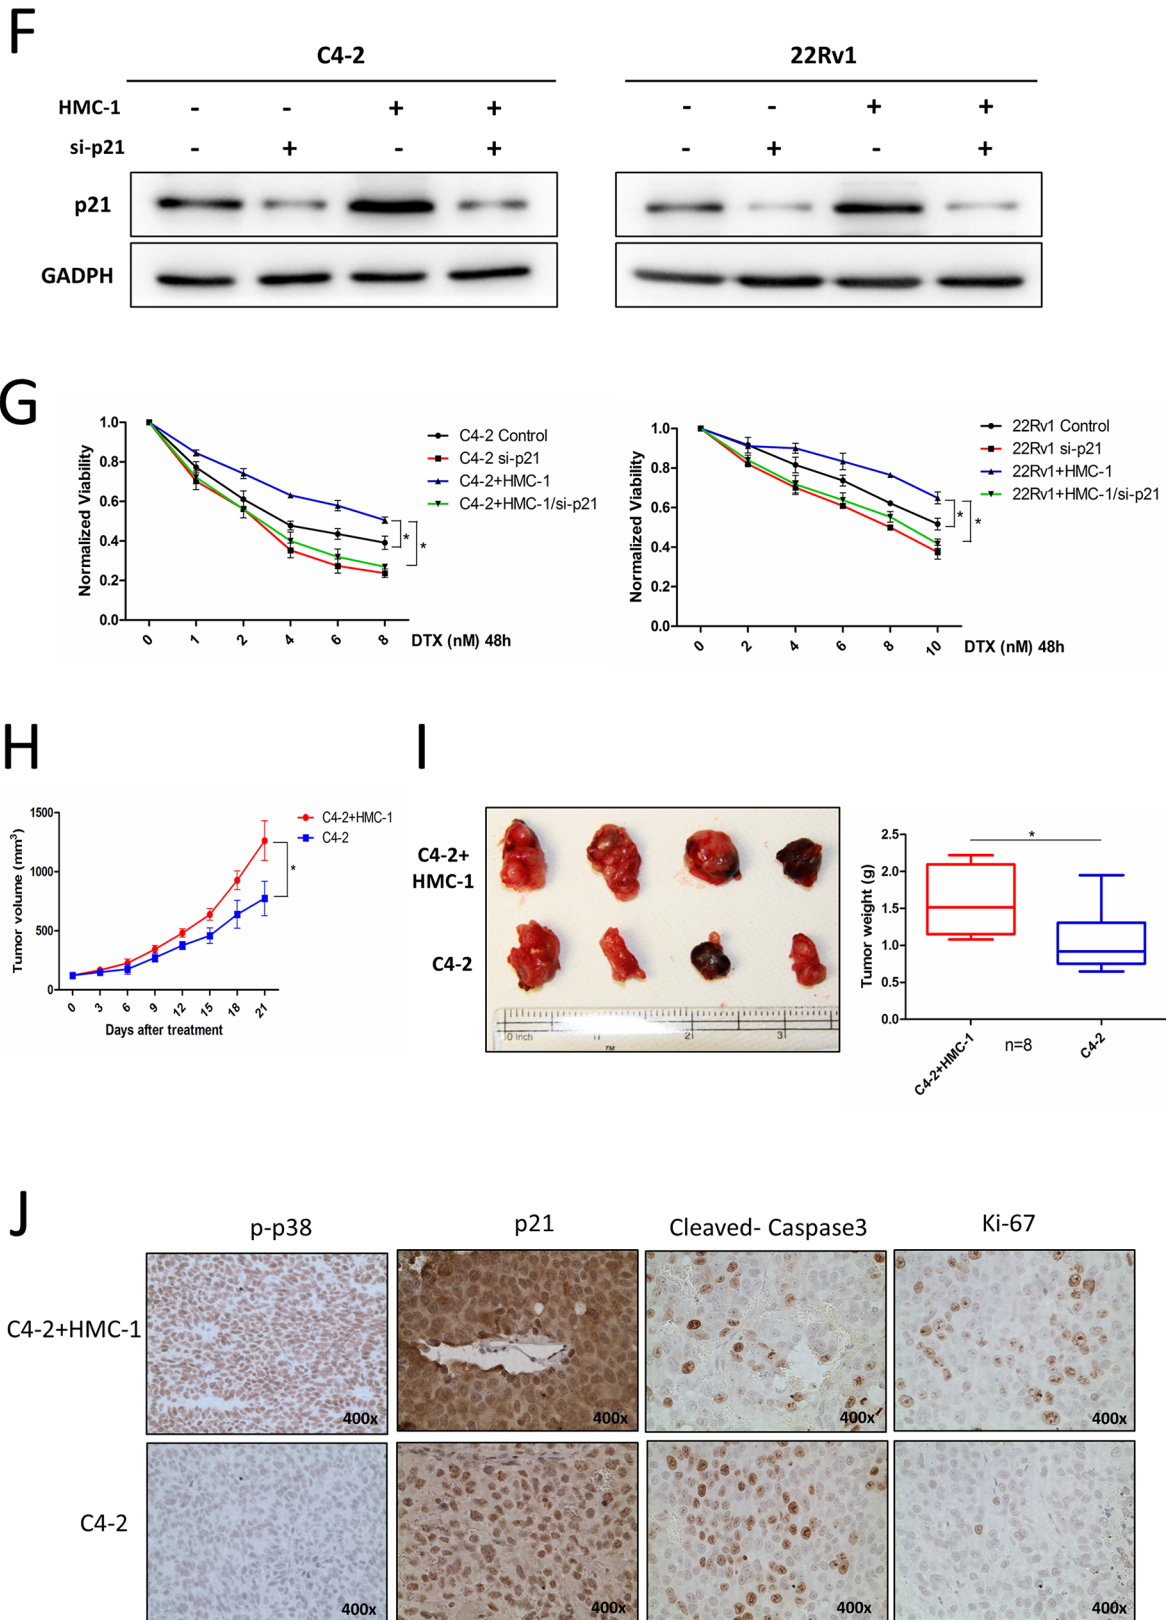 F
C4-2
22Rv1
HMC-1 - - + + - - + +
si-p21 - + - + - + - +
p21
GADPH
G
Normalized Viability
1.0
0.8
0.6
0.4
0.2
0.0
0 1 2 4 6 8
DTX (nM) 48h
C4-2 Control
C4-2 si-p21
C4-2+HMC-1
C4-2+HMC-1/si-p21
*
*
Normalized Viability
1.0
0.8
0.6
0.4
0.2
0.0
0 2 4 6 8 10
DTX (nM) 48h
22Rv1 Control
22Rv1 si-p21
22Rv1+HMC-1
22Rv1+HMC-1/si-p21
*
*
H
Tumor volume (mm³)
1500
1000
500
0
0 3 6 9 12 15 18 21
Days after treatment
C4-2+HMC-1
C4-2
*
I
C4-2+
HMC-1
C4-2
0 inch 1 2 3
TM
Tumor weight (g)
2.5
2.0
1.5
1.0
0.5
0.0
*
C4-2+HMC-1
n=8
C4-2
J
p-p38 p21 Cleaved- Caspase3 Ki-67
C4-2+HMC-1
400x 400x 400x 400x
C4-2
400x 400x 400x 400x